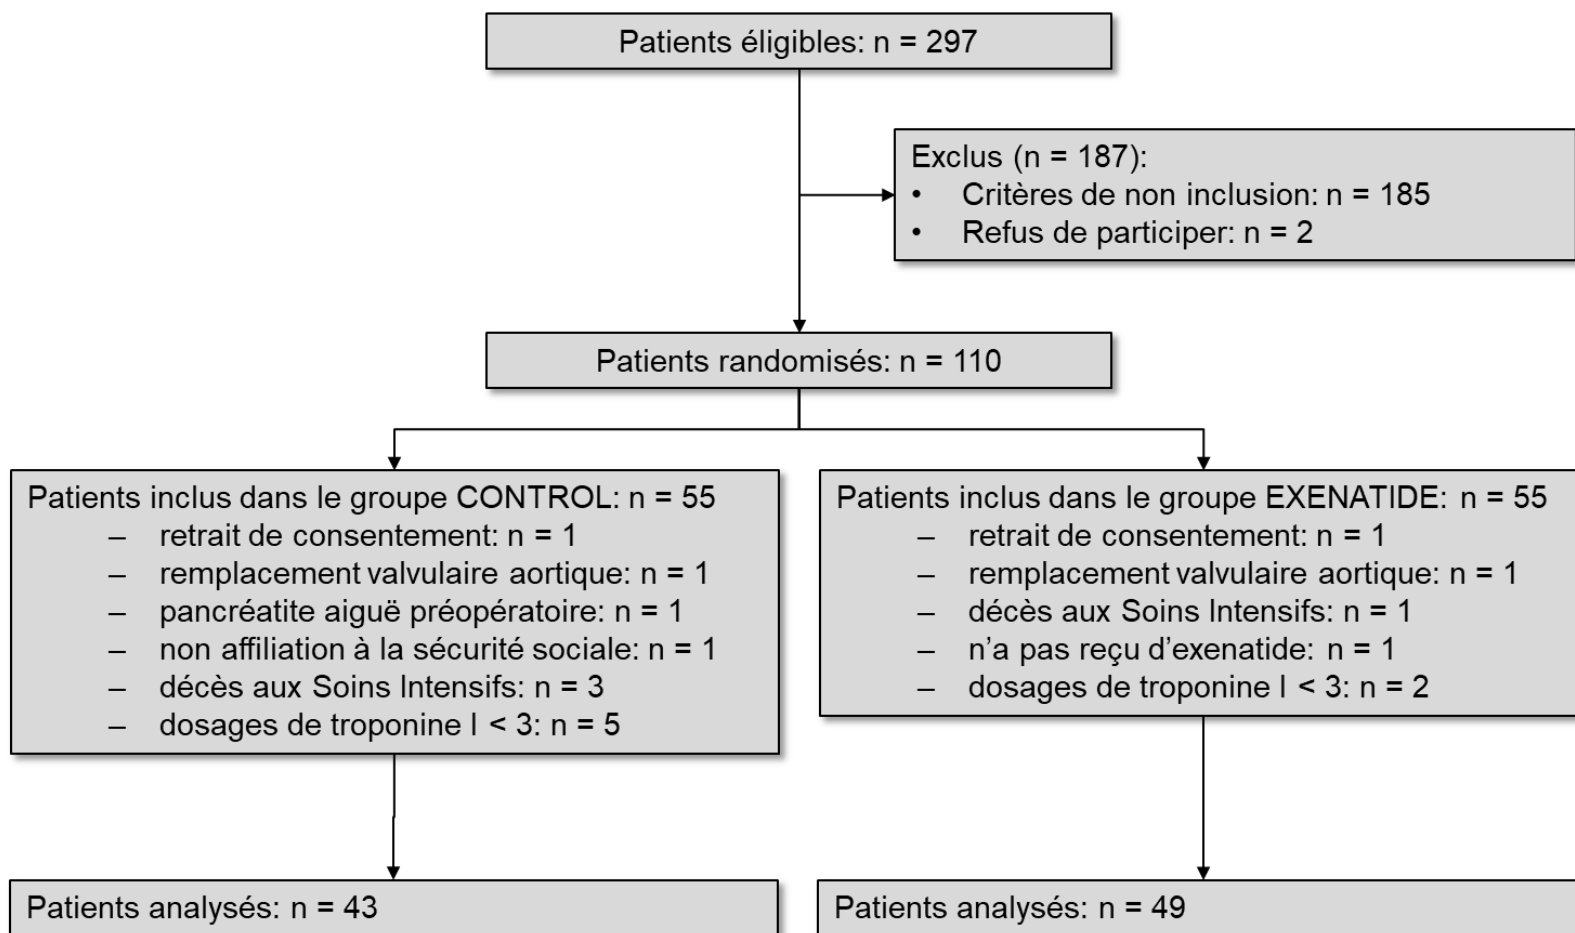 Patients éligibles: n = 297
Exclus (n = 187):
• Critères de non inclusion: n = 185
• Refus de participer: n = 2
Patients randomisés: n = 110
Patients inclus dans le groupe CONTROL: n = 55
– retrait de consentement: n = 1
– remplacement valvulaire aortique: n = 1
– pancréatite aiguë préopératoire: n = 1
– non affiliation à la sécurité sociale: n = 1
– décès aux Soins Intensifs: n = 3
– dosages de troponine I < 3: n = 5
Patients inclus dans le groupe EXENATIDE: n = 55
– retrait de consentement: n = 1
– remplacement valvulaire aortique: n = 1
– décès aux Soins Intensifs: n = 1
– n'a pas reçu d'exenatide: n = 1
– dosages de troponine I < 3: n = 2
Patients analysés: n = 43
Patients analysés: n = 49